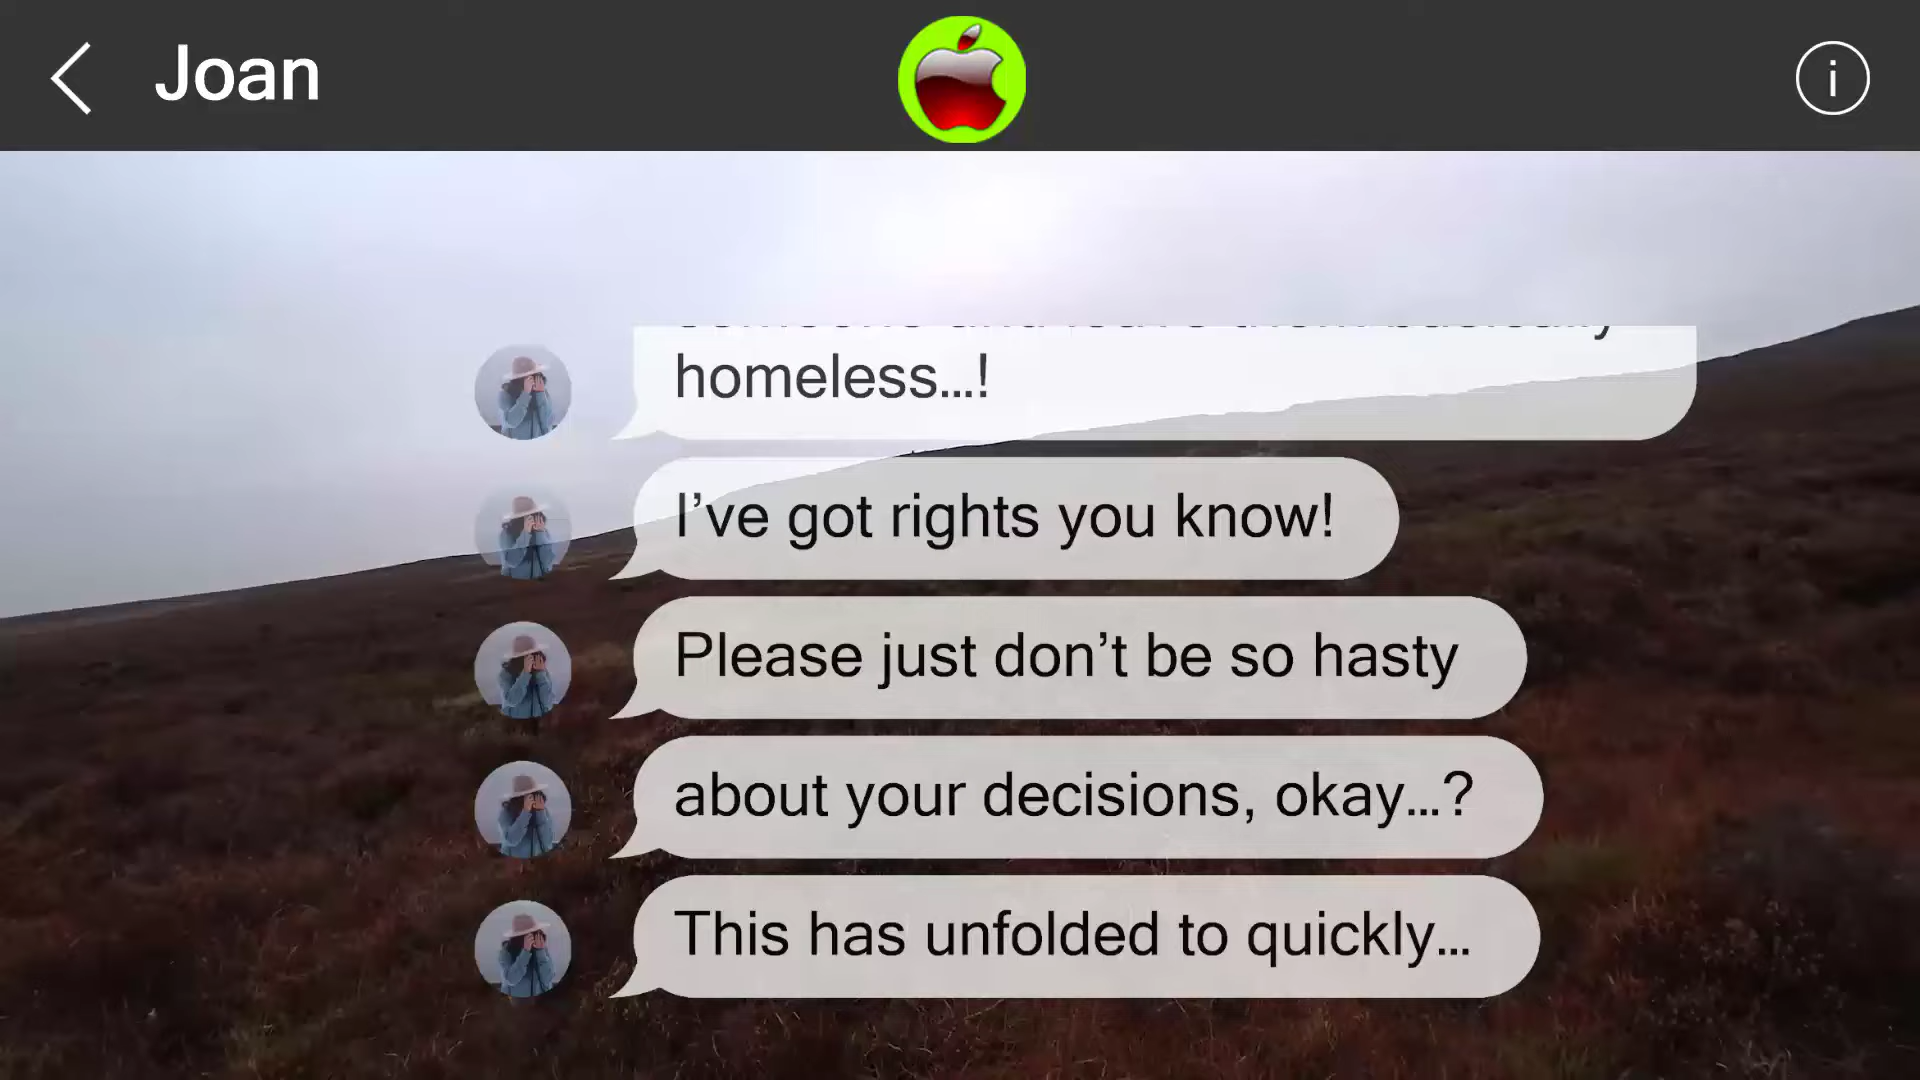 Joan
homeless...!
I’ve got rights you know!
Please just don’t be so hasty
about your decisions, okay...?
This has unfolded to quickly...